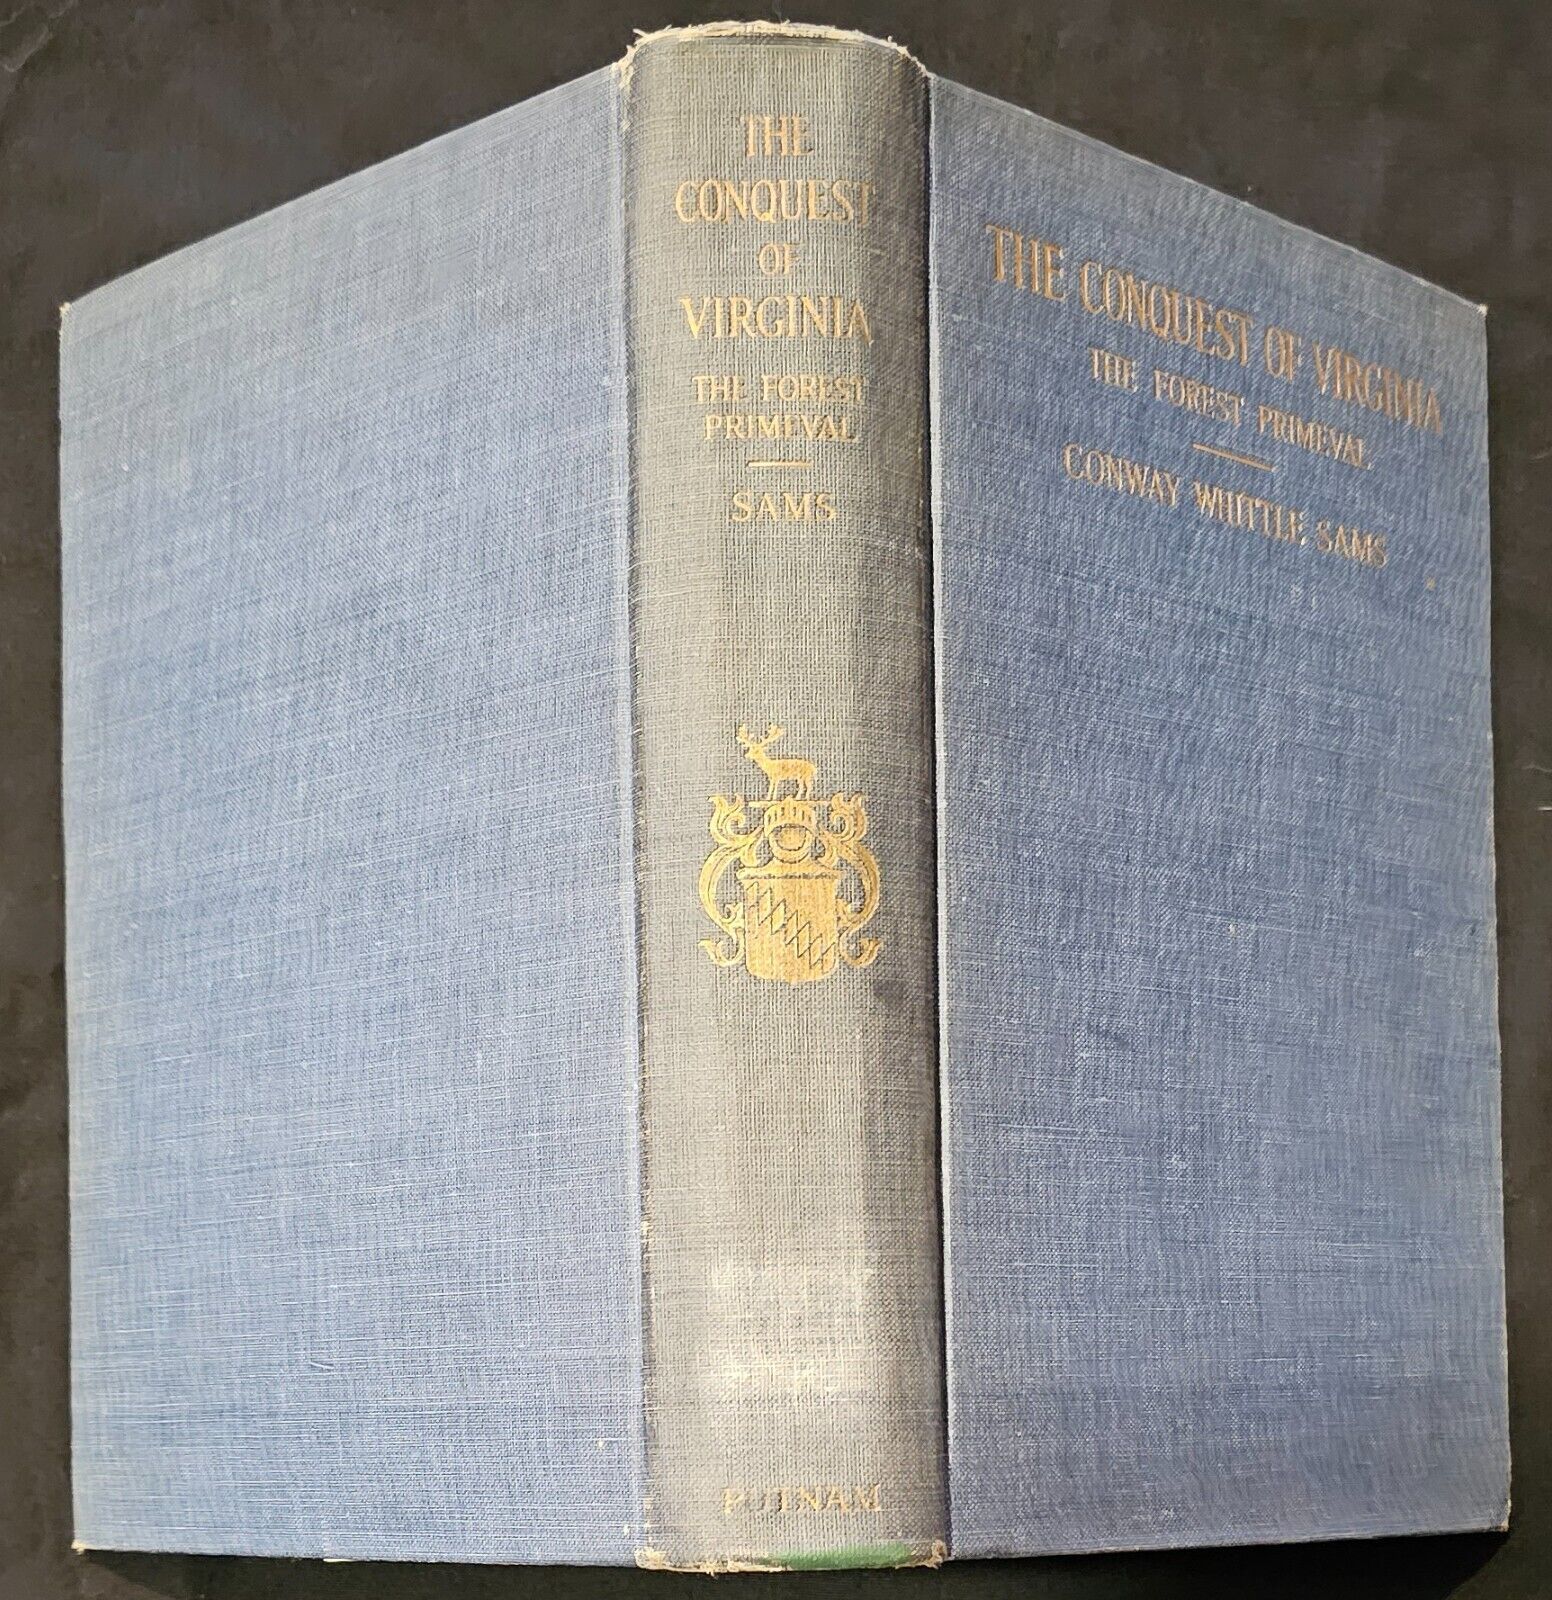 THE
CONQUEST
OF
VIRGINIA
THE FOREST
PRIMEVAL
SAMS
PUTNAM
THE CONQUEST OF VIRGINIA
THE FOREST PRIMEVAL
CONWAY WHITTLE SAMS